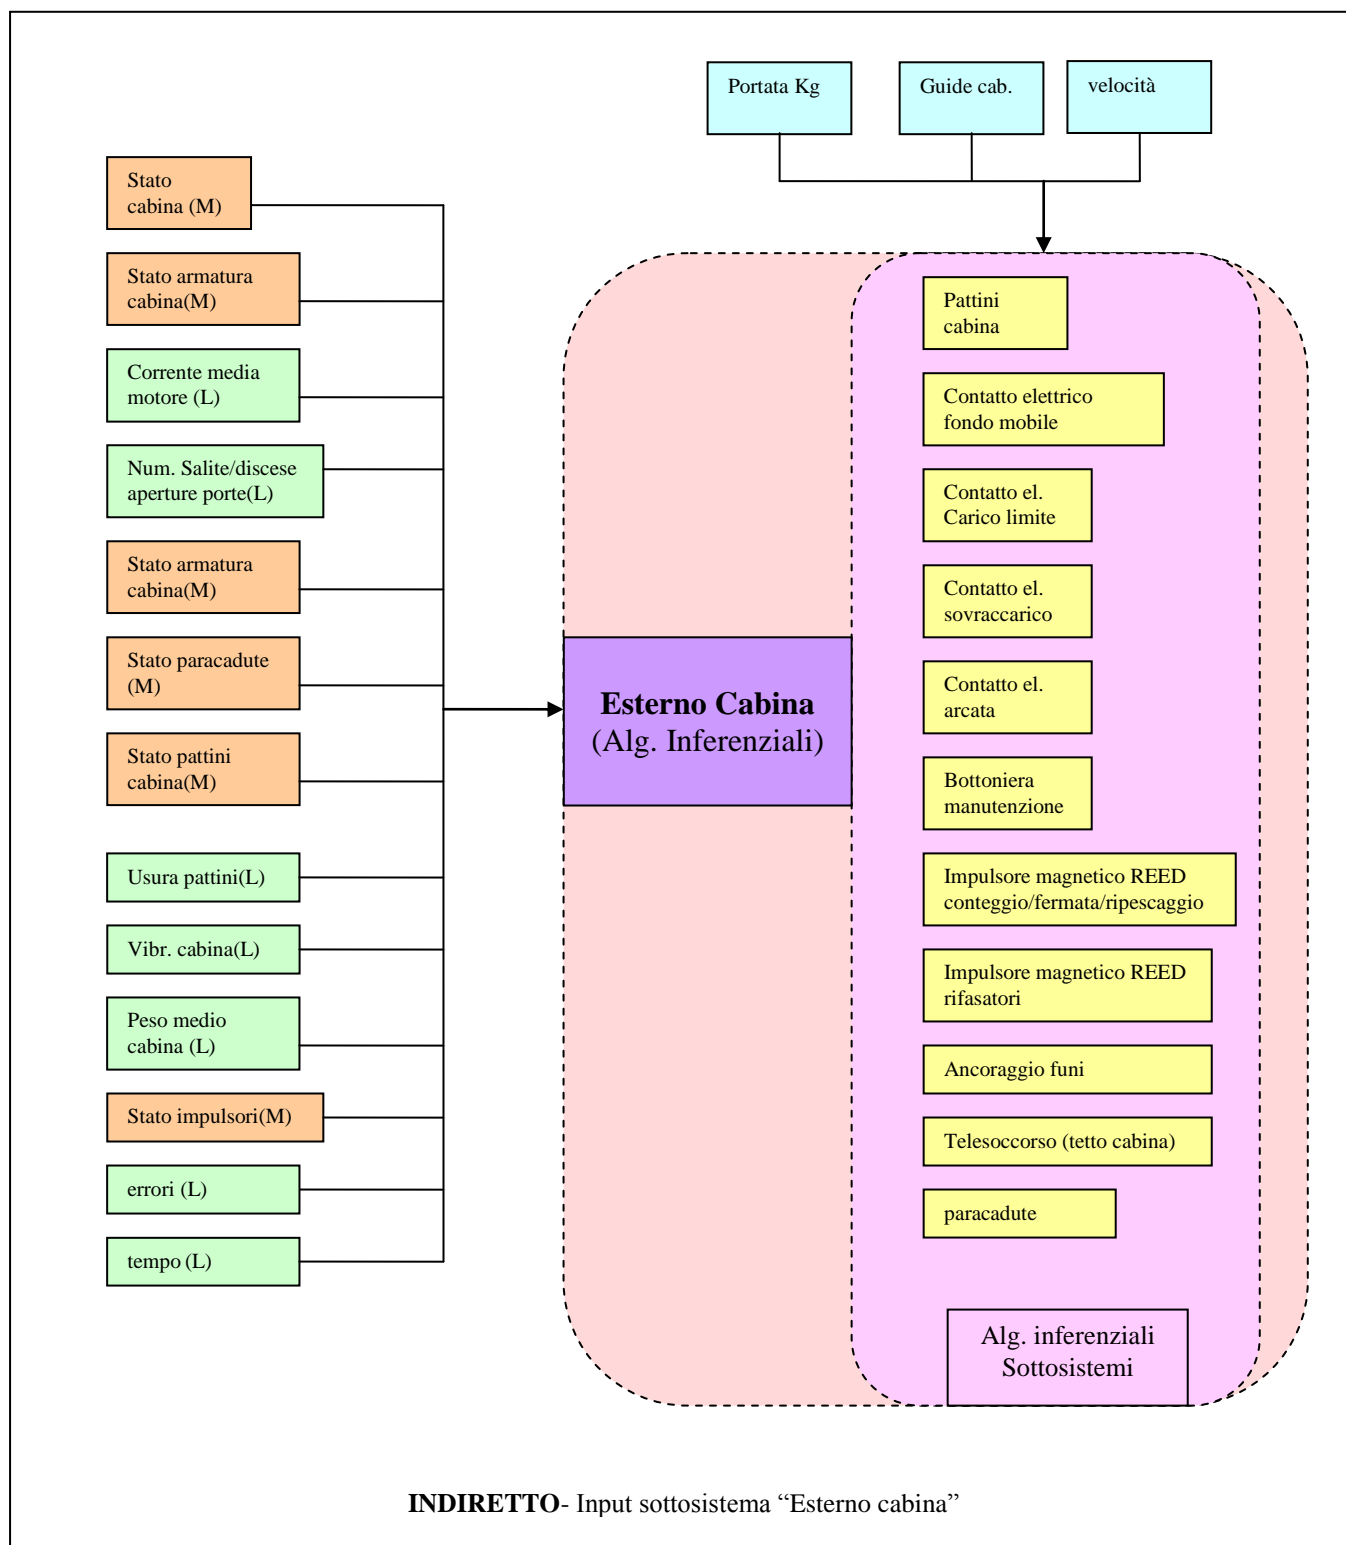 Portata Kg
Guide cab.
velocità
Stato
cabina (M)
Stato armatura
cabina(M)
Corrente media
motore (L)
Num. Salite/discese
aperture porte(L)
Stato armatura
cabina(M)
Stato paracadute
(M)
Stato pattini
cabina(M)
Usura pattini(L)
Vibr. cabina(L)
Peso medio
cabina (L)
Stato impulsori(M)
errori (L)
tempo (L)
Esterno Cabina
(Alg. Inferenziali)
Pattini
cabina
Contatto elettrico
fondo mobile
Contatto el.
Carico limite
Contatto el.
sovraccarico
Contatto el.
arcata
Bottoniera
manutenzione
Impulsore magnetico REED
conteggio/fermata/ripescaggio
Impulsore magnetico REED
rifasatori
Ancoraggio funi
Telesoccorso (tetto cabina)
paracadute
Alg. inferenziali
Sottosistemi
INDIRETTO- Input sottosistema “Esterno cabina”